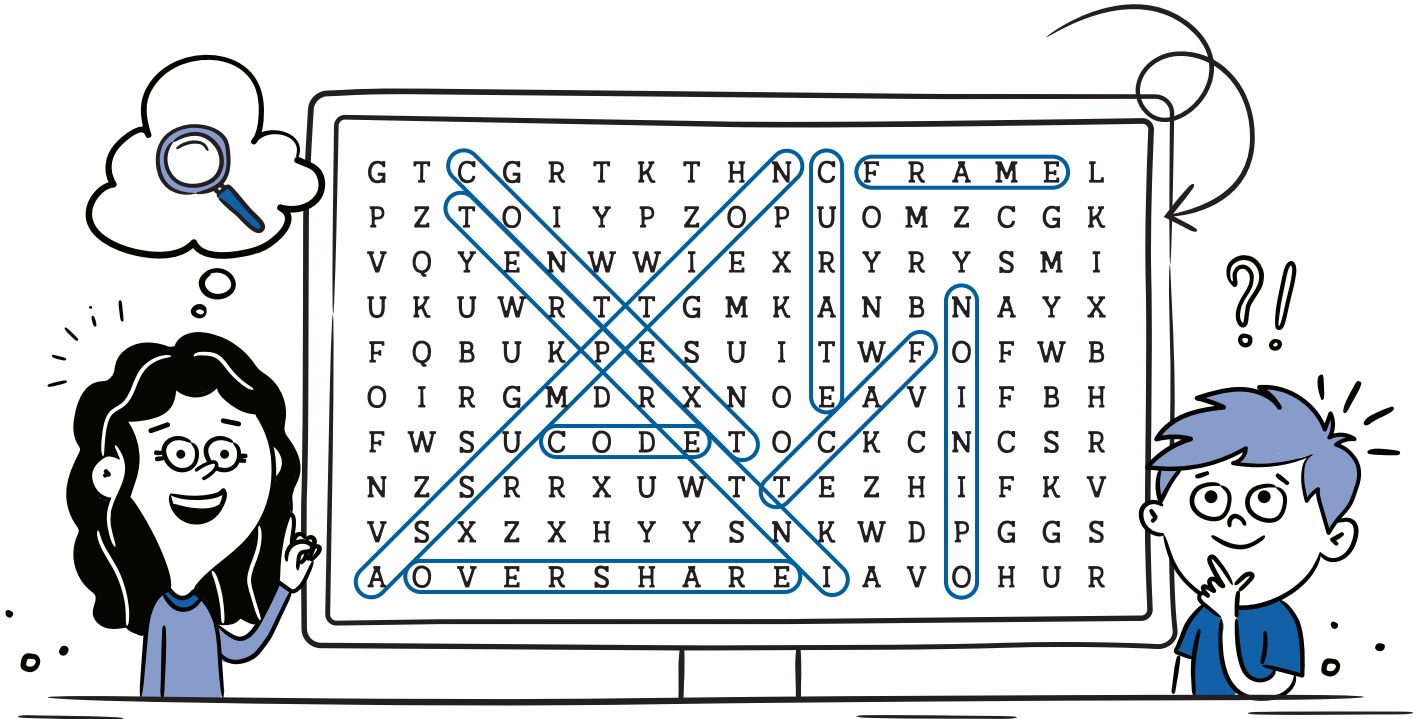 G T C G R T K T H N C F R A M E L
P Z T O I Y P Z O P U O M Z C G K
V Q Y E N W W I E X R Y R Y S M I
U K U W R T T G M K A N B N A Y X
F Q B U K P E S U I T W F O F W B
O I R G M D R X N O E A V I F B H
F W S U C O D E T O C K C N C S R
N Z S R R X U W T T E Z H I F K V
V S X Z X H Y Y S N K W D P G G S
A O V E R S H A R E I A V O H U R
?!